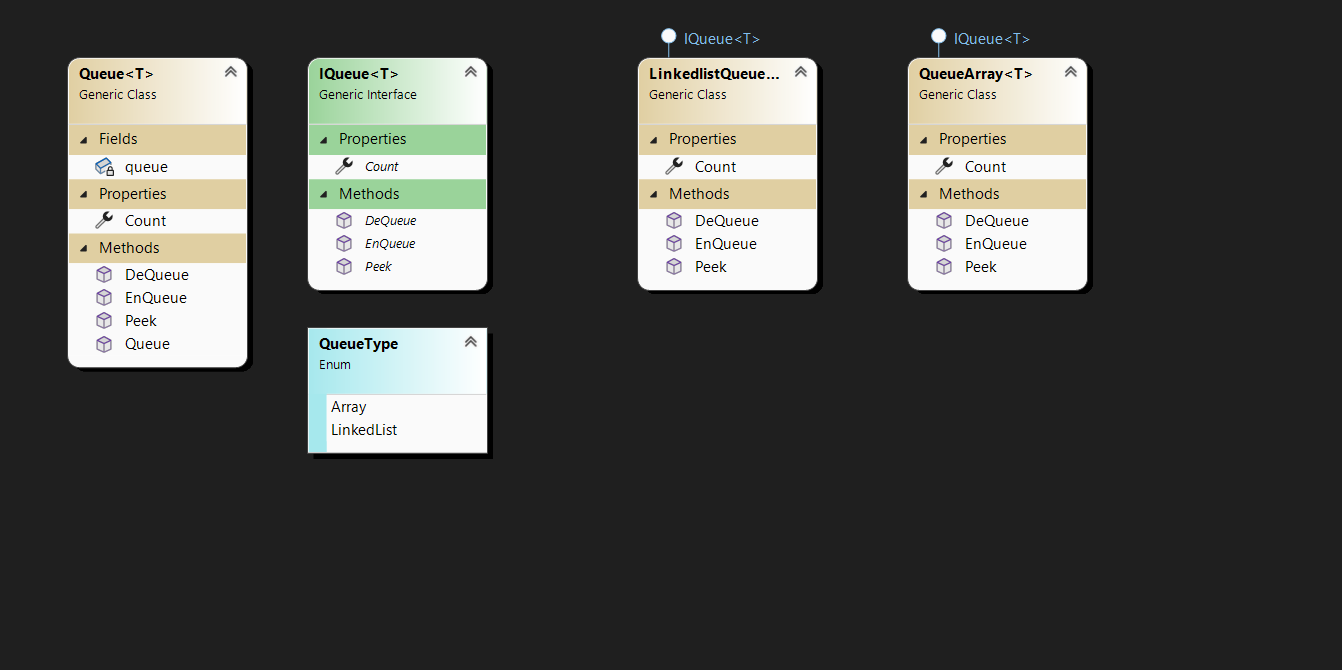 IQueue<T>
IQueue<T>
Queue<T>
Generic Class
Fields
queue
Properties
Count
Methods
DeQueue
EnQueue
Peek
Queue
IQueue<T>
Generic Interface
Properties
Count
Methods
DeQueue
EnQueue
Peek
QueueType
Enum
Array
LinkedList
LinkedlistQueue...
Generic Class
Properties
Count
Methods
DeQueue
EnQueue
Peek
QueueArray<T>
Generic Class
Properties
Count
Methods
DeQueue
EnQueue
Peek